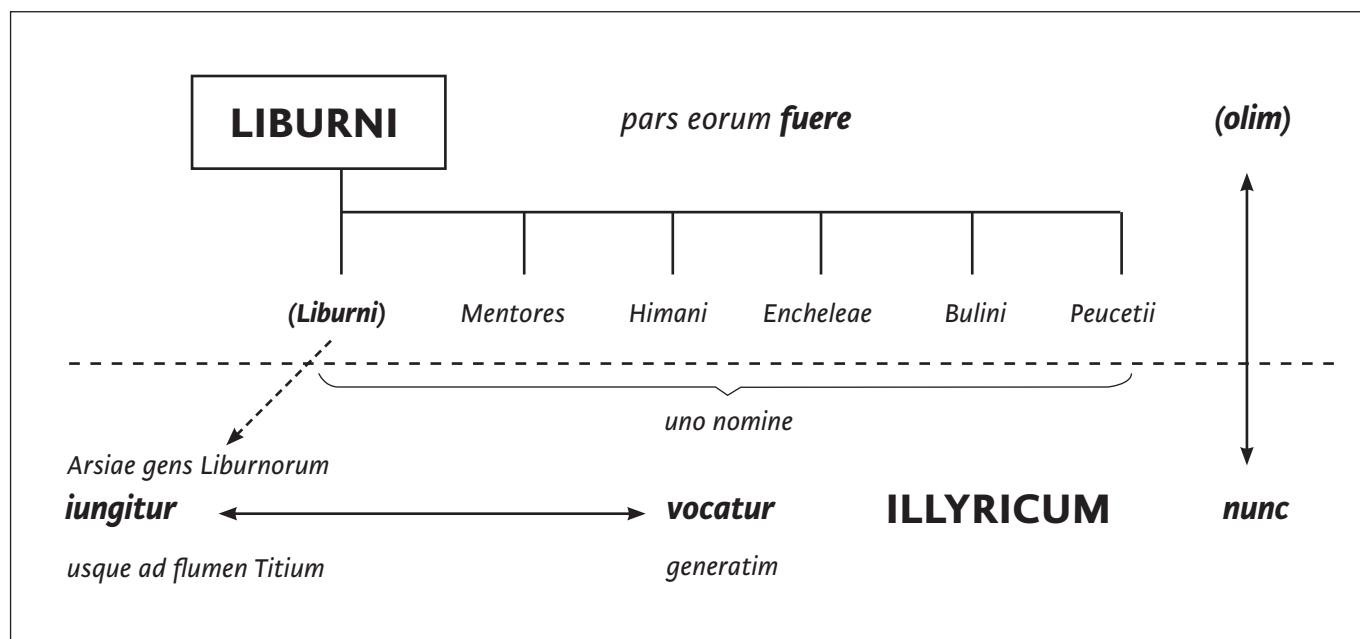 LIBURNI pars eorum fuere (olim)
(Liburni) Mentores Himani Encheleae Bulini Peucetii
uno nomine
Arsiae gens Liburnorum
iungitur vocatur ILLYRICUM nunc
usque ad flumen Titium generatim